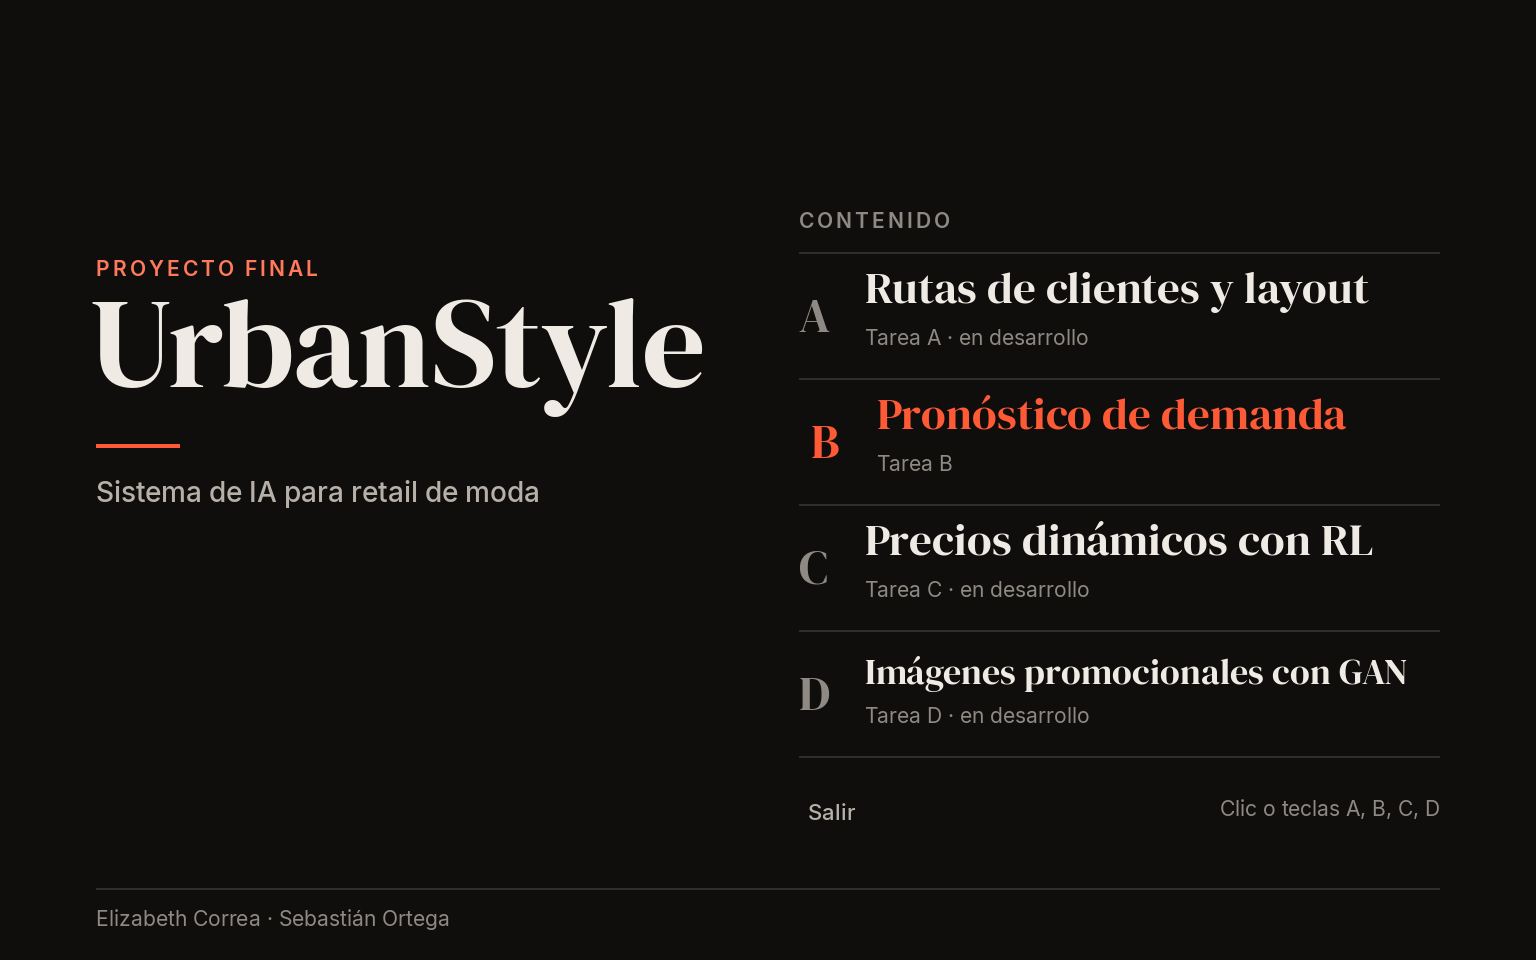 PROYECTO FINAL
UrbanStyle
Sistema de IA para retail de moda
CONTENIDO
A
Rutas de clientes y layout
Tarea A · en desarrollo
B
Pronóstico de demanda
Tarea B
C
Precios dinámicos con RL
Tarea C · en desarrollo
D
Imágenes promocionales con GAN
Tarea D · en desarrollo
Salir
Clic o teclas A, B, C, D
Elizabeth Correa · Sebastián Ortega